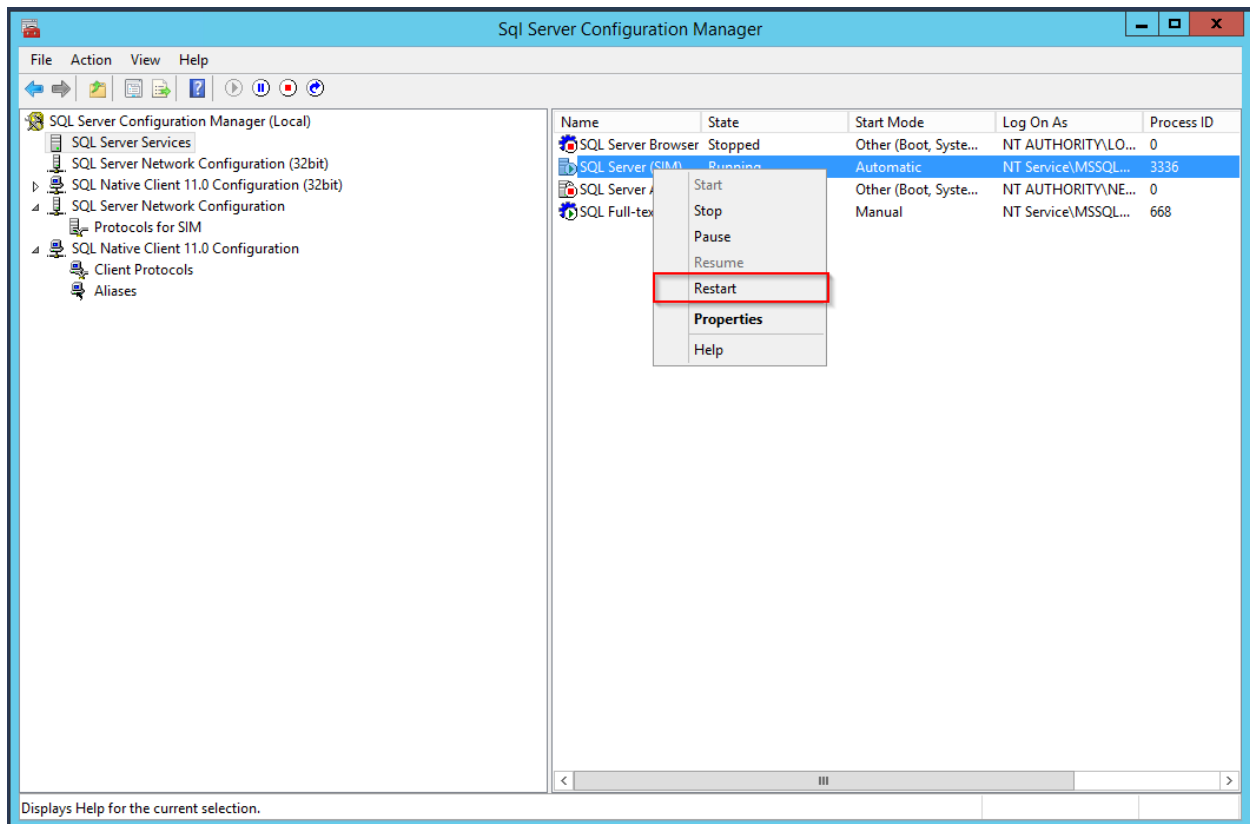 Sql Server Configuration Manager
File Action View Help
SQL Server Configuration Manager (Local)
SQL Server Services
SQL Server Network Configuration (32bit)
SQL Native Client 11.0 Configuration (32bit)
SQL Server Network Configuration
Protocols for SIM
SQL Native Client 11.0 Configuration
Client Protocols
Aliases
Name State Start Mode Log On As Process ID
SQL Server Browser Stopped Other (Boot, Syste... NT AUTHORITY\LO... 0
SQL Server (SIM) Running Automatic NT Service\MSSQL... 3336
SQL Server A Other (Boot, Syste... NT AUTHORITY\NE... 0
SQL Full-tex Manual NT Service\MSSQL... 668
Start
Stop
Pause
Resume
Restart
Properties
Help
Displays Help for the current selection.